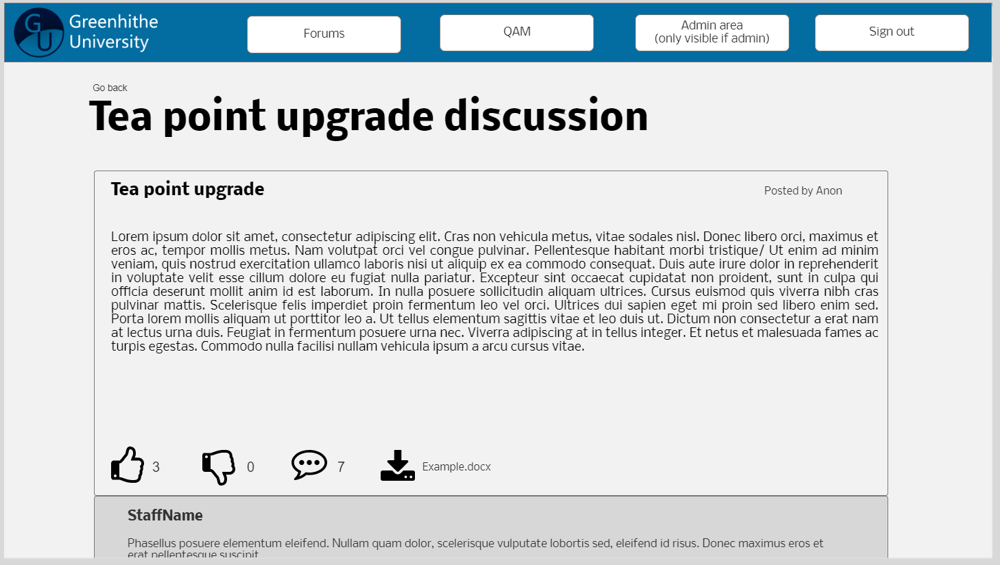 GU Greenhithe
University
Forums
QAM
Admin area
(only visible if admin)
Sign out
Go back
Tea point upgrade discussion
Tea point upgrade
Posted by Anon
Lorem ipsum dolor sit amet, consectetur adipiscing elit. Cras non vehicula metus, vitae sodales nisl. Donec libero orci, maximus et
eros ac, tempor mollis metus. Nam volutpat orci vel congue pulvinar. Pellentesque habitant morbi tristique/ Ut enim ad minim
veniam, quis nostrud exercitation ullamco laboris nisi ut aliquip ex ea commodo consequat. Duis aute irure dolor in reprehenderit
in voluptate velit esse cillum dolore eu fugiat nulla pariatur. Excepteur sint occaecat cupidatat non proident, sunt in culpa qui
officia deserunt mollit anim id est laborum. In nulla posuere sollicitudin aliquam ultrices. Cursus euismod quis viverra nibh cras
pulvinar mattis. Scelerisque felis imperdiet proin fermentum leo vel orci. Ultrices dui sapien eget mi proin sed libero enim sed.
Porta lorem mollis aliquam ut porttitor leo a. Ut tellus elementum sagittis vitae et leo duis ut. Dictum non consectetur a erat nam
at lectus urna duis. Feugiat in fermentum posuere urna nec. Viverra adipiscing at in tellus integer. Et netus et malesuada fames ac
turpis egestas. Commodo nulla facilisi nullam vehicula ipsum a arcu cursus vitae.
3
0
7
Example.docx
StaffName
Phasellus posuere elementum eleifend. Nullam quam dolor, scelerisque vulputate lobortis sed, eleifend id risus. Donec maximus eros et
erat pellentesque suscipit